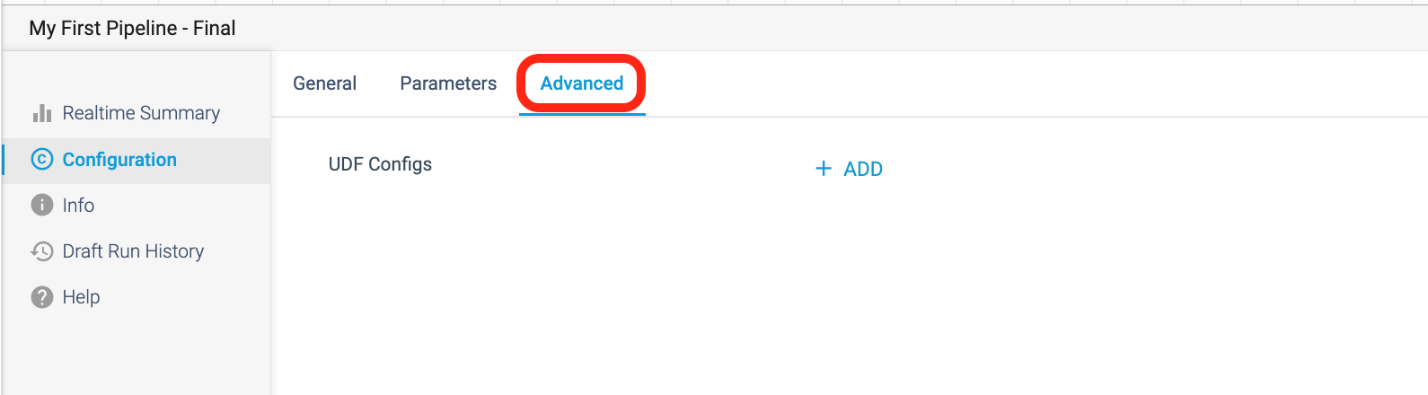 My First Pipeline - Final
General Parameters Advanced
Realtime Summary
Configuration
Info
Draft Run History
Help
UDF Configs + ADD